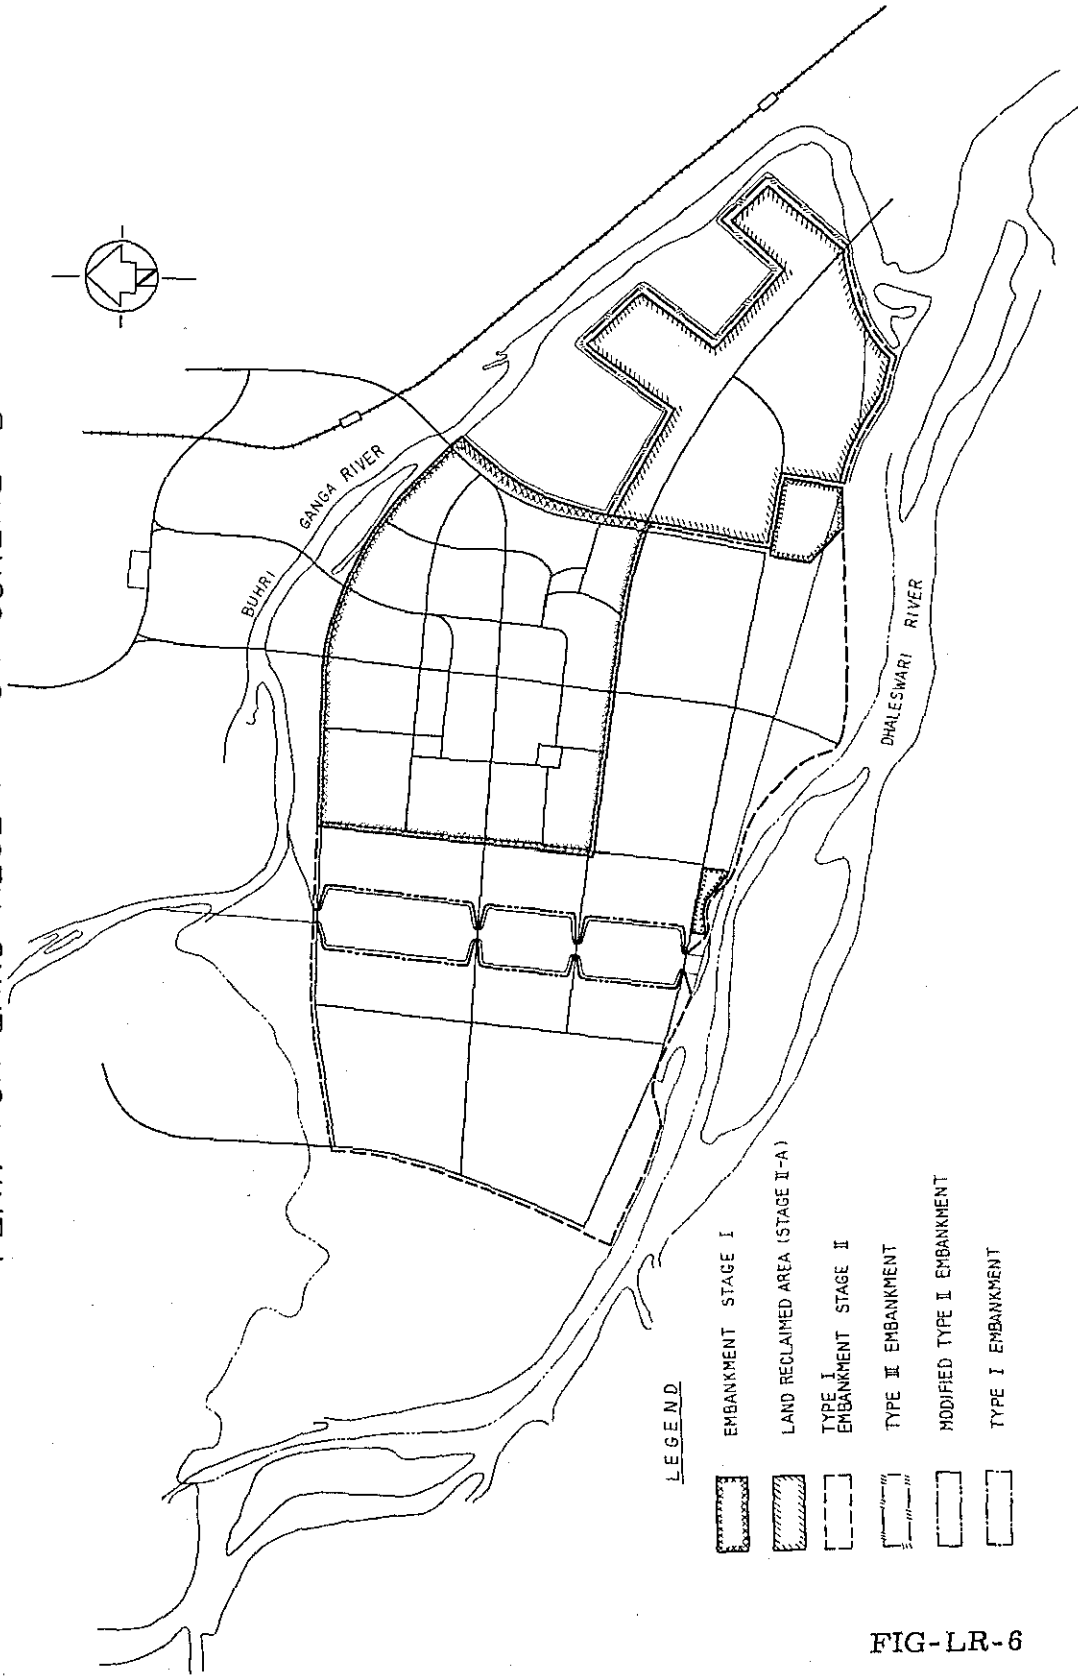 N
BUHRI GANGA RIVER
DHALESWARI RIVER
LEGEND
EMBANKMENT STAGE I
LAND RECLAIMED AREA (STAGE II-A)
TYPE I
EMBANKMENT STAGE II
TYPE III EMBANKMENT
MODIFIED TYPE II EMBANKMENT
TYPE I EMBANKMENT
FIG-LR-6